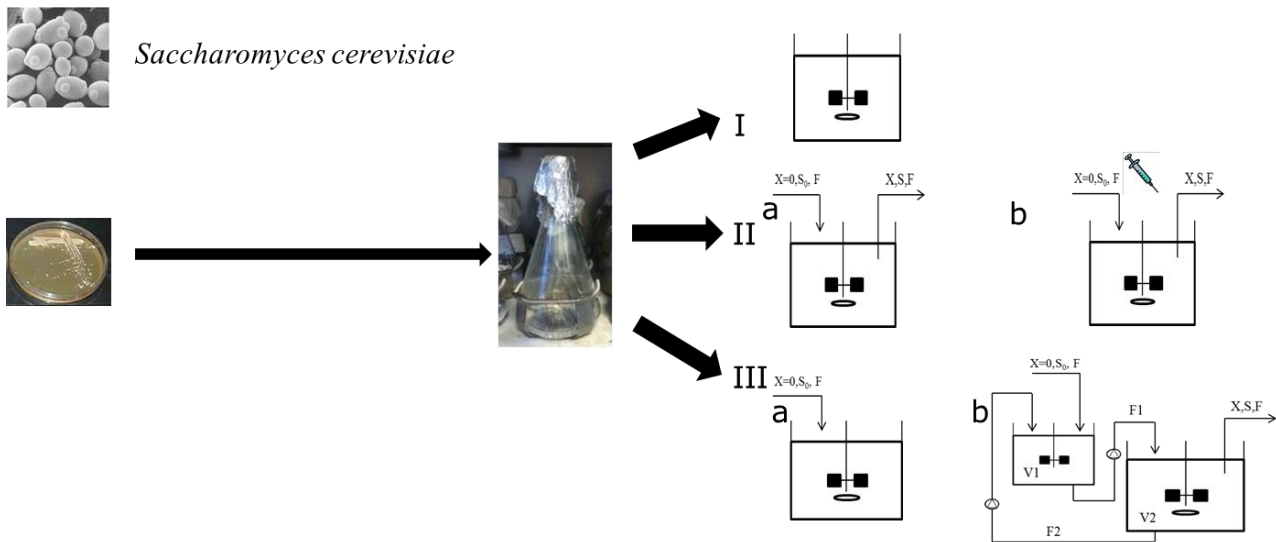 Saccharomyces cerevisiae
I
X=0,S₀, F
X,S,F
a
II
b
X=0,S₀, F
X,S,F
III
X=0,S₀, F
a
b
X=0,S₀, F
F1
X,S,F
V1
V2
F2